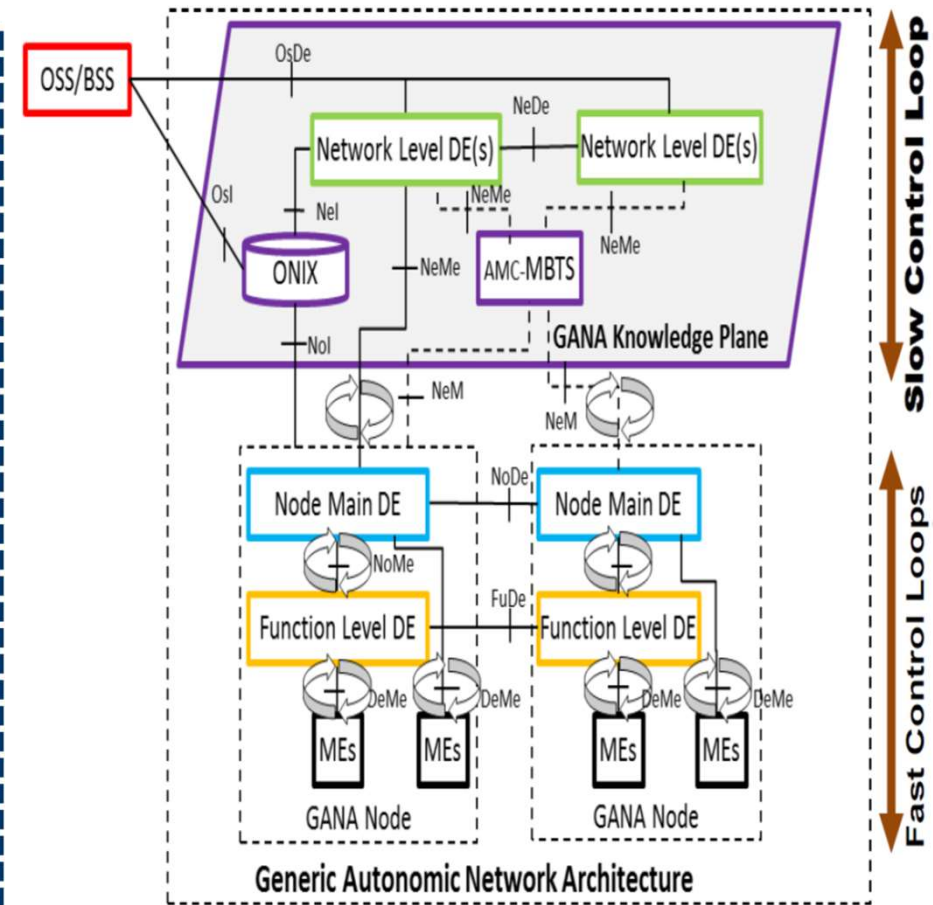 OSS/BSS
OsDe
NeDe
Network Level DE(s)
Network Level DE(s)
OsI
NeI
NeMe
NeMe
NeMe
ONIX
AMC-MBTS
NoI
GANA Knowledge Plane
NeM
NeM
Node Main DE
NoDe
Node Main DE
NoMe
Function Level DE
FuDe
Function Level DE
DeMe
DeMe
DeMe
DeMe
MEs
MEs
MEs
MEs
GANA Node
GANA Node
Generic Autonomic Network Architecture
Slow Control Loop
Fast Control Loops